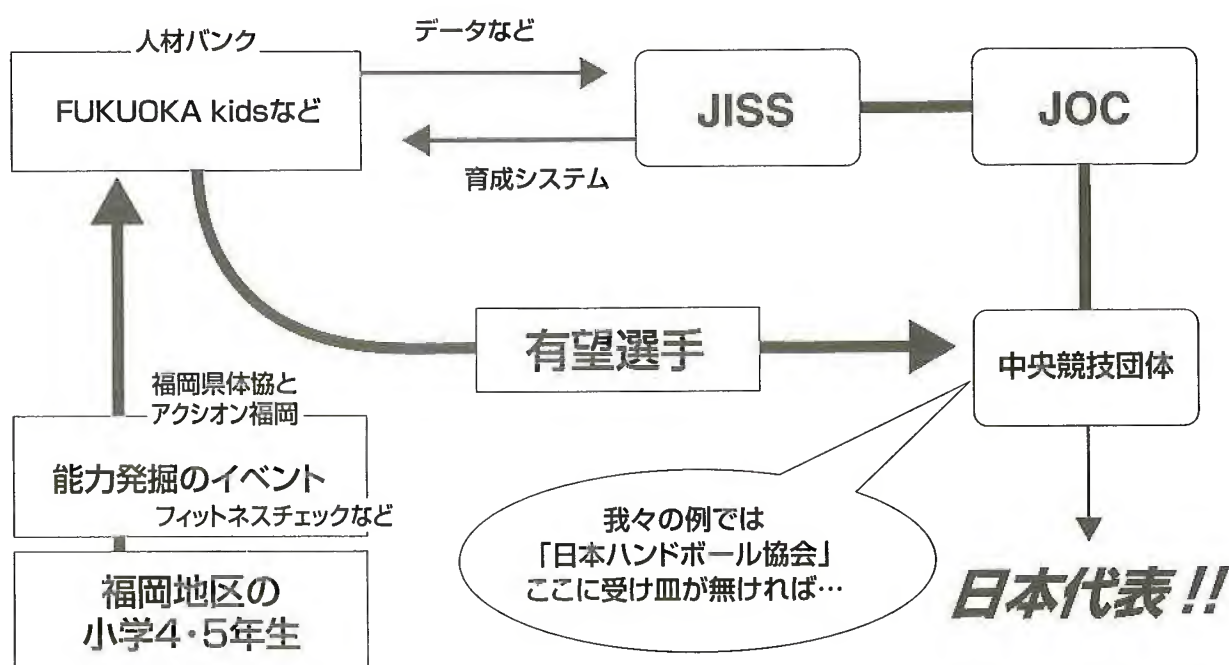 人材バンク
FUKUOKA kidsなど
データなど
育成システム
JISS
JOC
有望選手
中央競技団体
福岡県体協と
アクシオン福岡
能力発掘のイベント
フィットネスチェックなど
福岡地区の
小学4・5年生
我々の例では
「日本ハンドボール協会」
ここに受け皿が無ければ…
日本代表!!